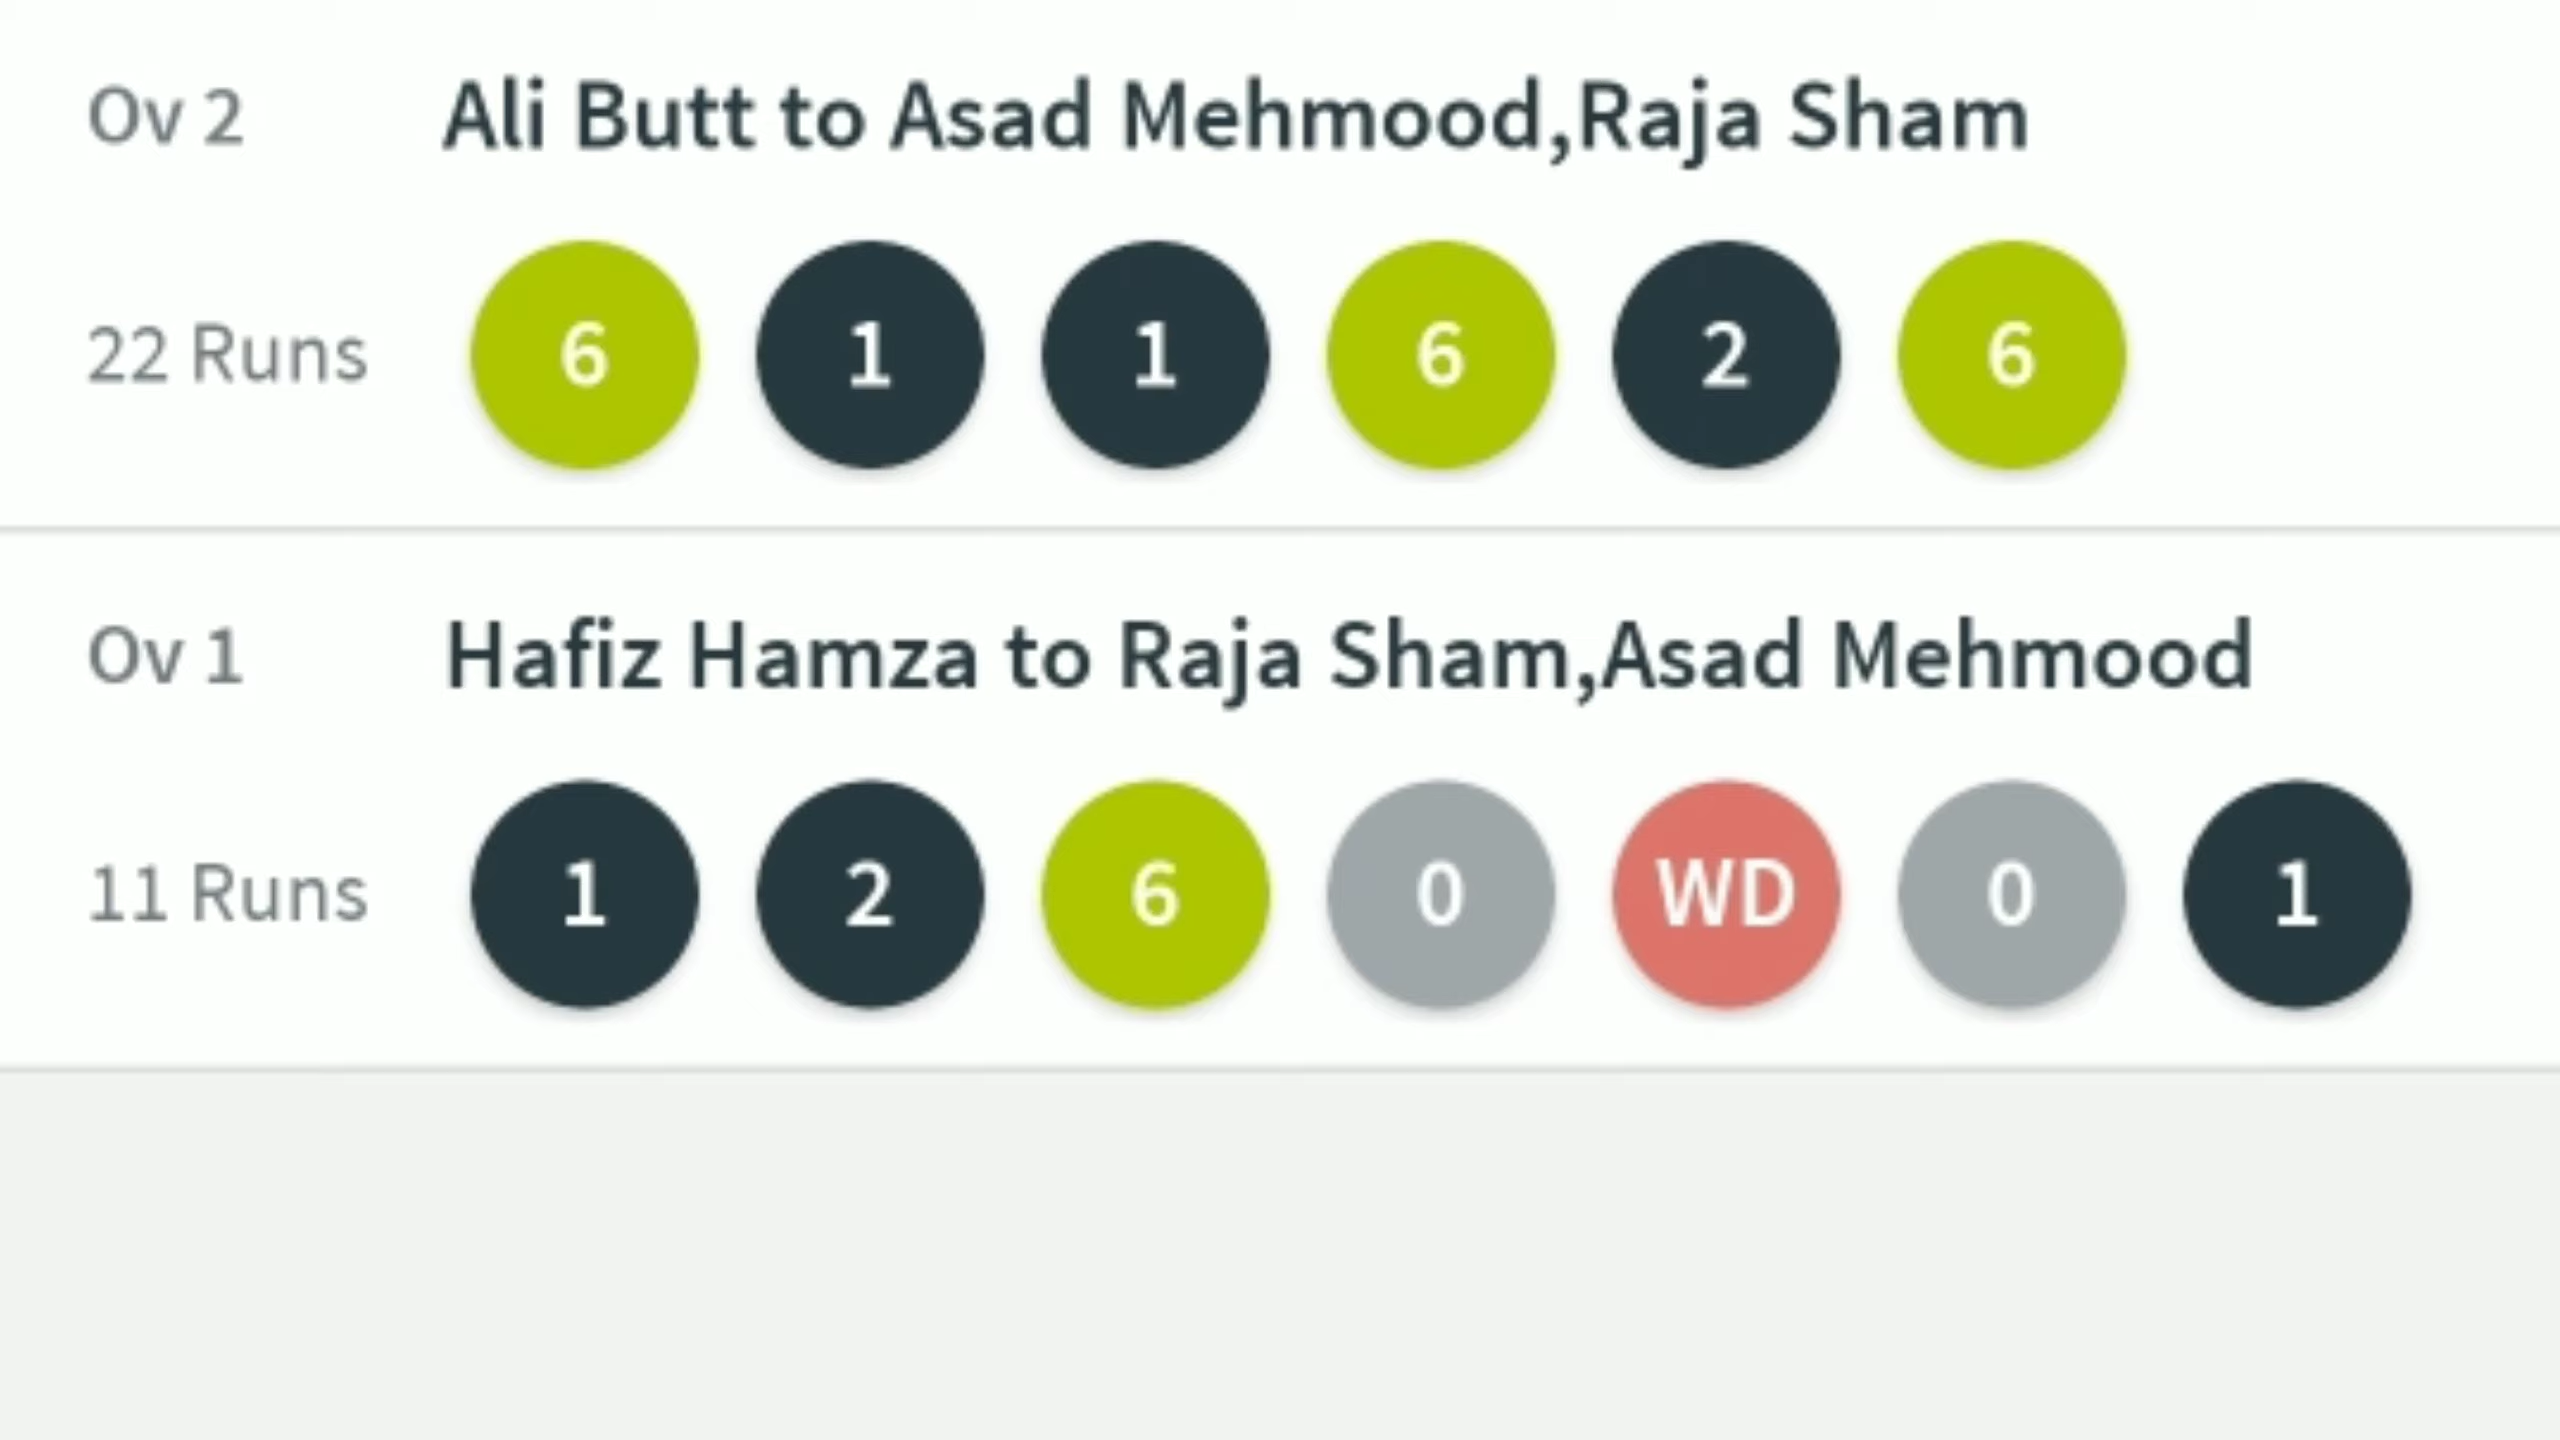 Ov 2 Ali Butt to Asad Mehmood,Raja Sham
22 Runs 6 1 1 6 2 6
Ov 1 Hafiz Hamza to Raja Sham,Asad Mehmood
11 Runs 1 2 6 0 WD 0 1